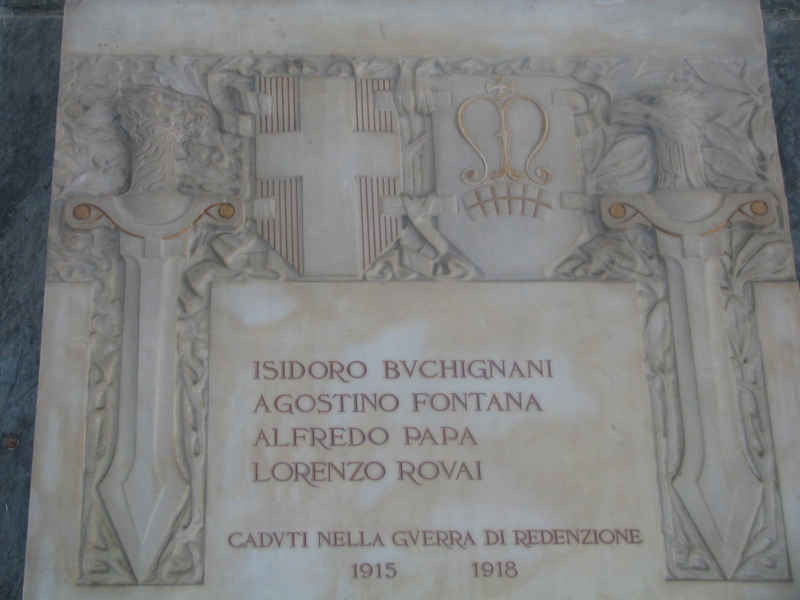 ISIDORO BVCHIGNANI
AGOSTINO FONTANA
ALFREDO PAPA
LORENZO ROVAI
CADVTI NELLA GVERRA DI REDENZIONE
1915 1918